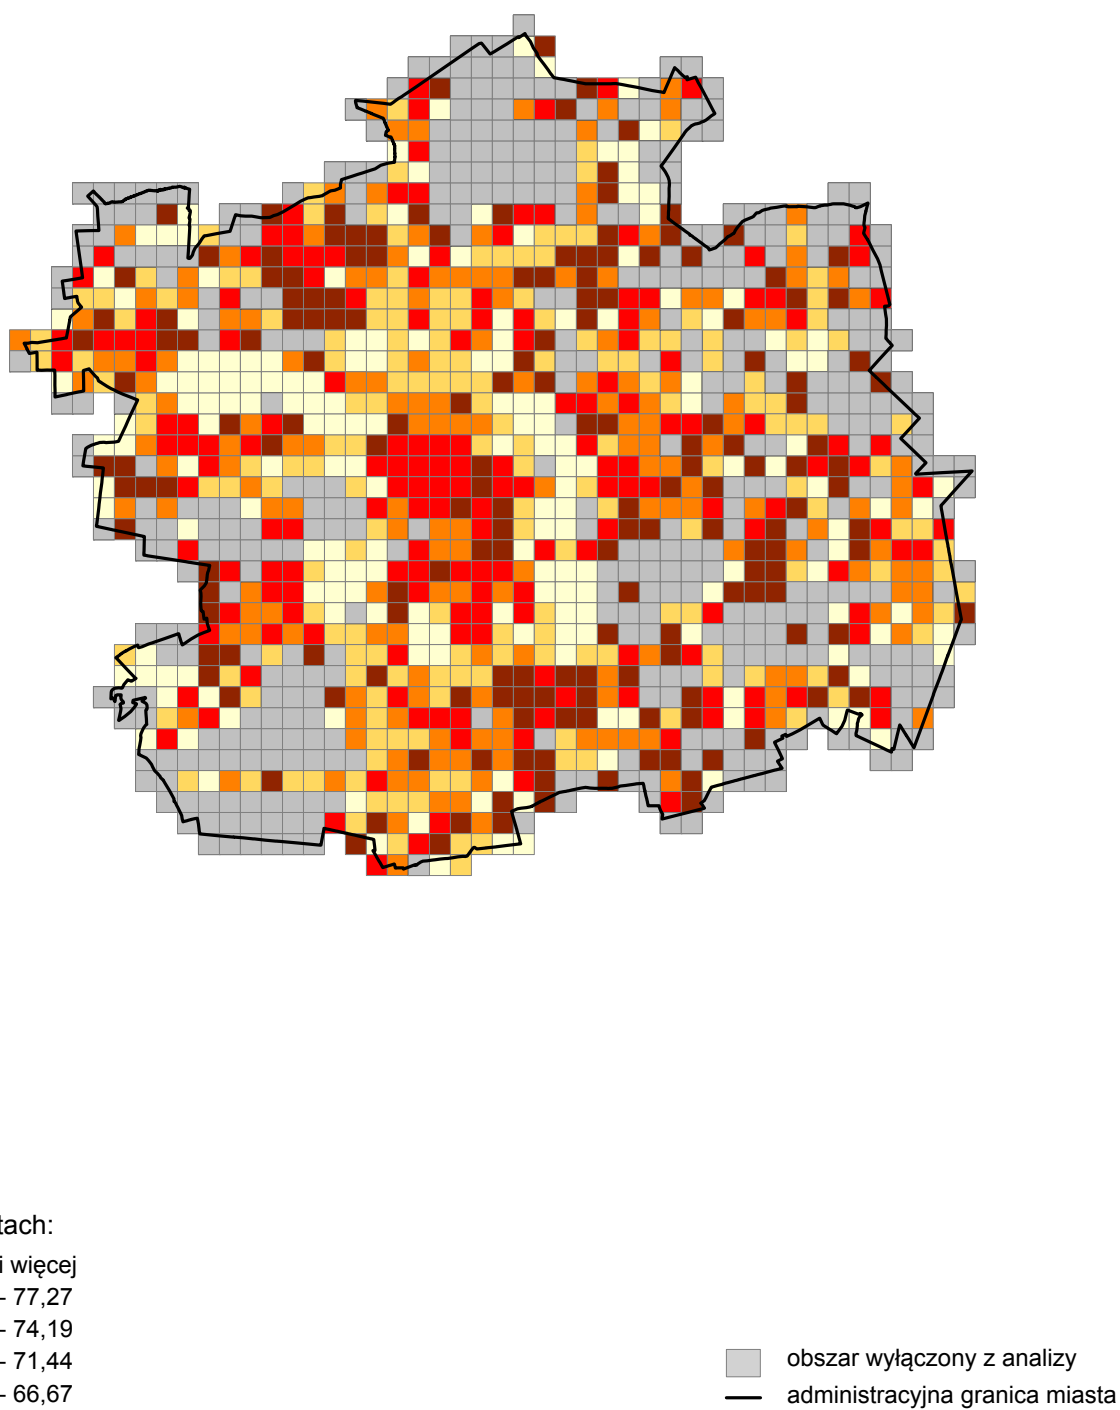 tach:
i więcej
- 77,27
- 74,19
- 71,44
- 66,67
obszar wyłączony z analizy
administracyjna granica miasta